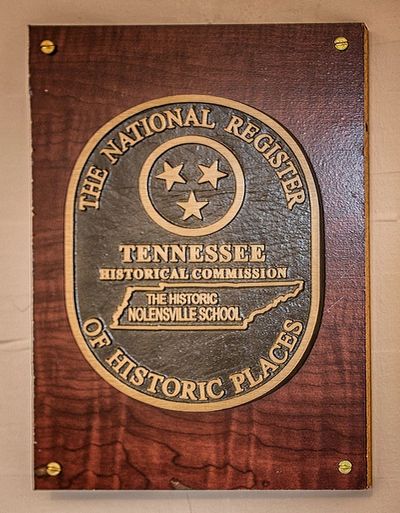 THE NATIONAL REGISTER
TENNESSEE
HISTORICAL COMMISSION
THE HISTORIC
NOLENSVILLE SCHOOL
OF HISTORIC PLACES